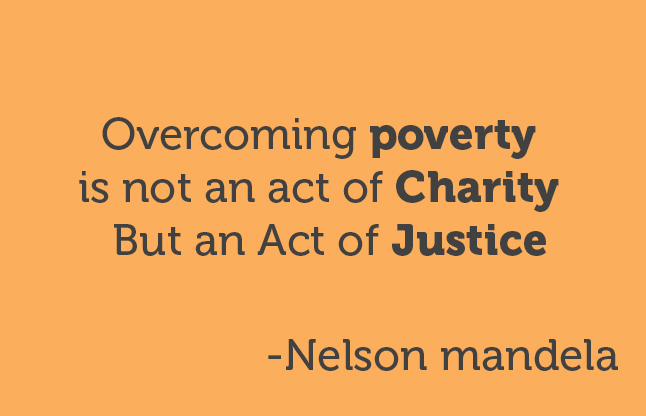 Overcoming poverty
is not an act of Charity
But an Act of Justice
-Nelson mandela